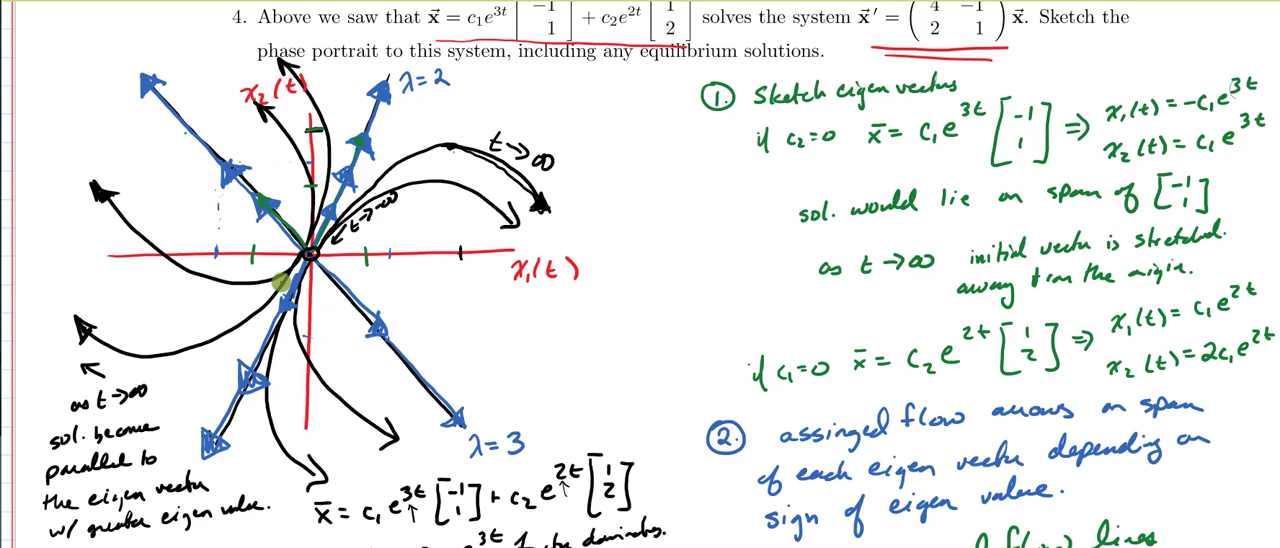 4. Above we saw that x⃗ = c₁e^{3t} [−1 1] + c₂e^{2t} [1 2] solves the system x⃗′ = (4 −1 2 1) x⃗. Sketch the
phase portrait to this system, including any equilibrium solutions.
x₂(t)
λ=2
t→∞
t→-∞
x₁(t)
λ=3
as t→∞
sol. become
parallel to
the eigen vector
w/ greater eigen value.
x̄ = c₁e^{3t} [−1 1] + c₂e^{2t} [1 2]
↑ ↑
e^{3t} dominates.
① Sketch eigen vectors
if c₂=0 x̄ = c₁e^{3t} [−1 1] ⇒ x₁(t) = −c₁e^{3t}
x₂(t) = c₁e^{3t}
sol. would lie on span of [−1 1]
as t→∞ initial vector is stretched
away from the origin.
if c₁=0 x̄ = c₂e^{2t} [1 2] ⇒ x₁(t) = c₁e^{2t}
x₂(t) = 2c₁e^{2t}
② assinged flow arrows on span
of each eigen vector depending on
sign of eigen value.
flow lines